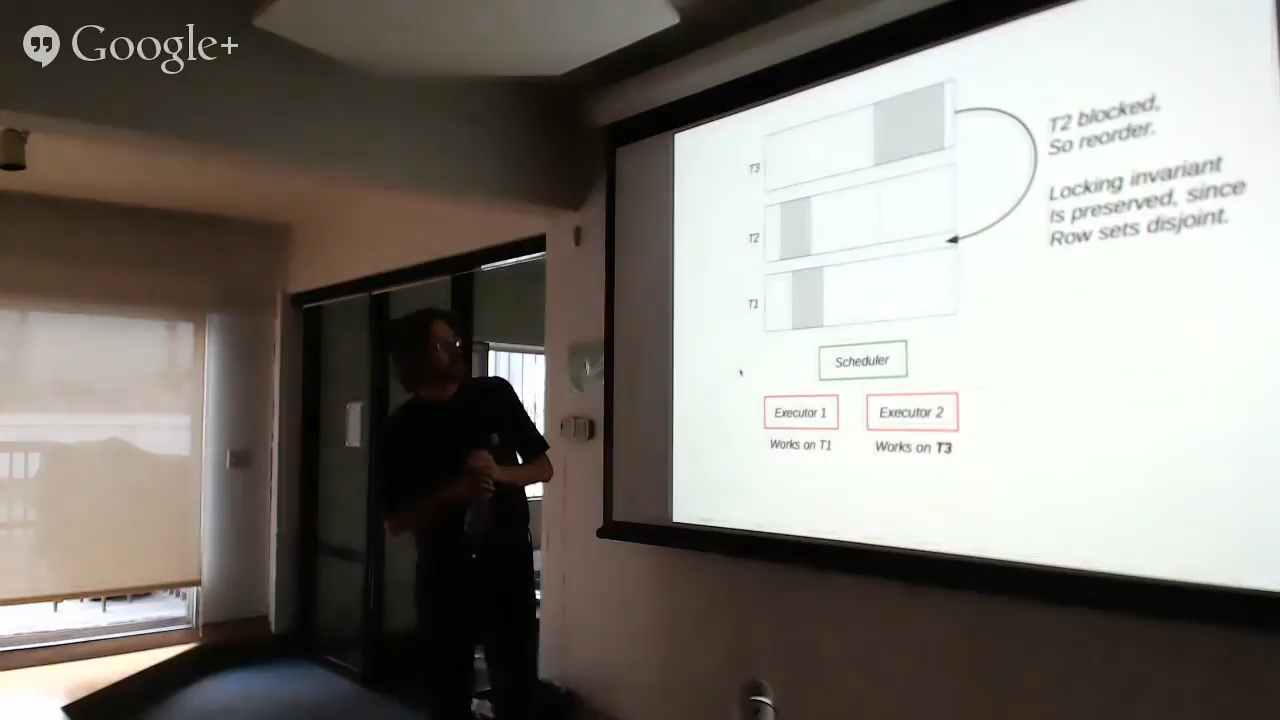 Google+
T2 blocked,
So reorder.
Locking invariant
Is preserved, since
Row sets disjoint.
T3
T2
T1
Scheduler
Executor 1
Executor 2
Works on T1
Works on T3